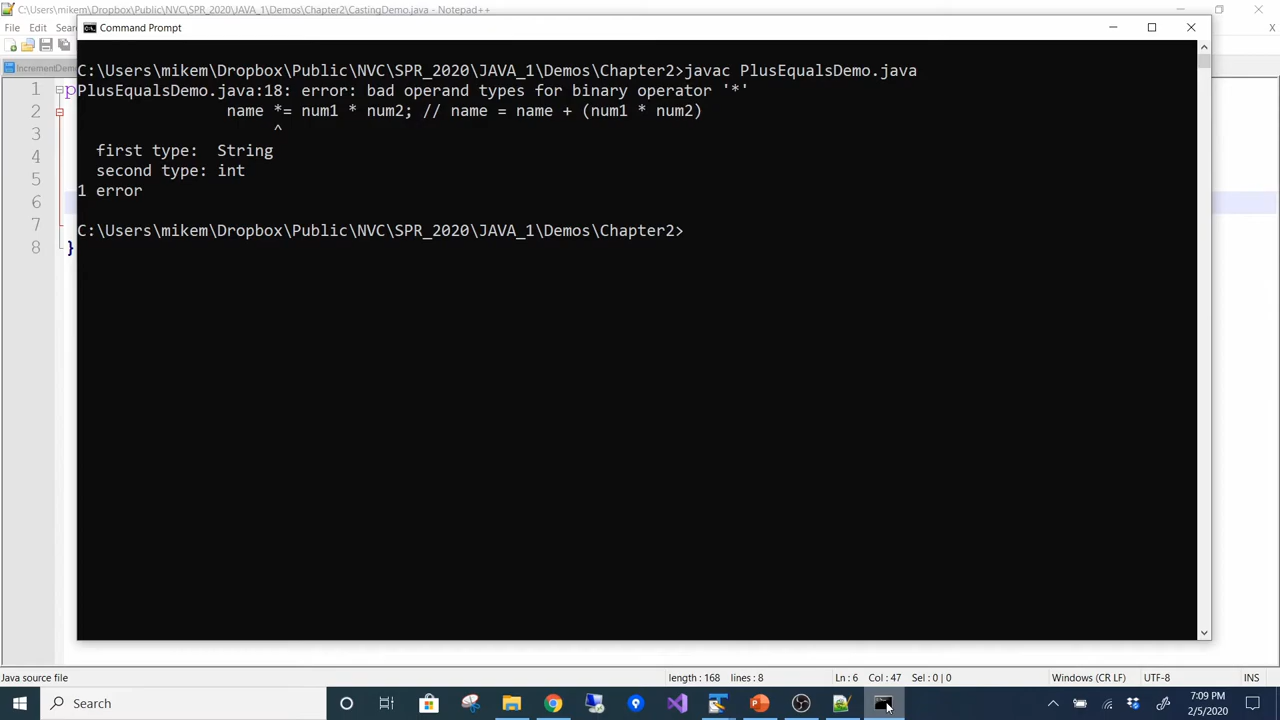 C:\Users\mikem\Dropbox\Public\NVC\SPR_2020\JAVA_1\Demos\Chapter2\CastingDemo.java - Notepad++
File Edit Sear
Command Prompt
IncrementDem
1 p
2
3
4
5
6
7
8 }
C:\Users\mikem\Dropbox\Public\NVC\SPR_2020\JAVA_1\Demos\Chapter2>javac PlusEqualsDemo.java
PlusEqualsDemo.java:18: error: bad operand types for binary operator '*'
name *= num1 * num2; // name = name + (num1 * num2)
^
first type: String
second type: int
1 error
C:\Users\mikem\Dropbox\Public\NVC\SPR_2020\JAVA_1\Demos\Chapter2>
Java source file length : 168 lines : 8 Ln : 6 Col : 47 Sel : 0 | 0 Windows (CR LF) UTF-8 INS
Search
7:09 PM
2/5/2020